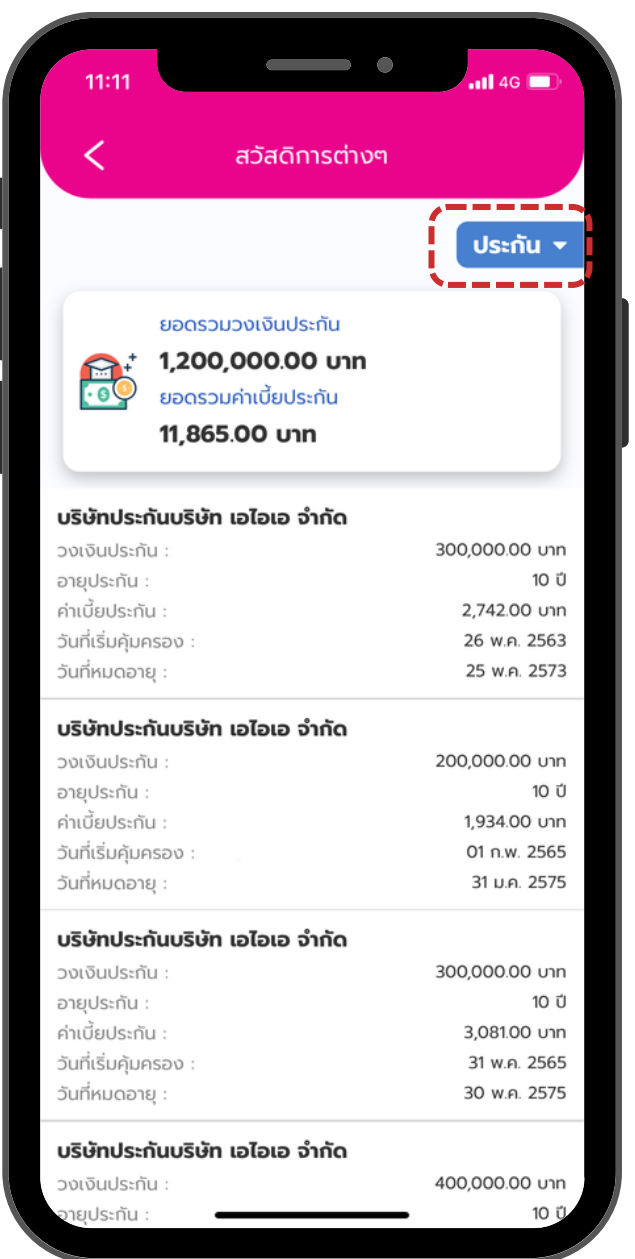 11:11
4G
สวัสดิการต่างๆ
ประกัน
ยอดรวมวงเงินประกัน
1,200,000.00 บาท
ยอดรวมค่าเบี้ยประกัน
11,865.00 บาท
บริษัทประกันบริษัท เอไอเอ จำกัด
วงเงินประกัน : 300,000.00 บาท
อายุประกัน : 10 ปี
ค่าเบี้ยประกัน : 2,742.00 บาท
วันที่เริ่มคุ้มครอง : 26 พ.ค. 2563
วันที่หมดอายุ : 25 พ.ค. 2573
บริษัทประกันบริษัท เอไอเอ จำกัด
วงเงินประกัน : 200,000.00 บาท
อายุประกัน : 10 ปี
ค่าเบี้ยประกัน : 1,934.00 บาท
วันที่เริ่มคุ้มครอง : 01 ก.พ. 2565
วันที่หมดอายุ : 31 ม.ค. 2575
บริษัทประกันบริษัท เอไอเอ จำกัด
วงเงินประกัน : 300,000.00 บาท
อายุประกัน : 10 ปี
ค่าเบี้ยประกัน : 3,081.00 บาท
วันที่เริ่มคุ้มครอง : 31 พ.ค. 2565
วันที่หมดอายุ : 30 พ.ค. 2575
บริษัทประกันบริษัท เอไอเอ จำกัด
วงเงินประกัน : 400,000.00 บาท
อายุประกัน : 10 ปี